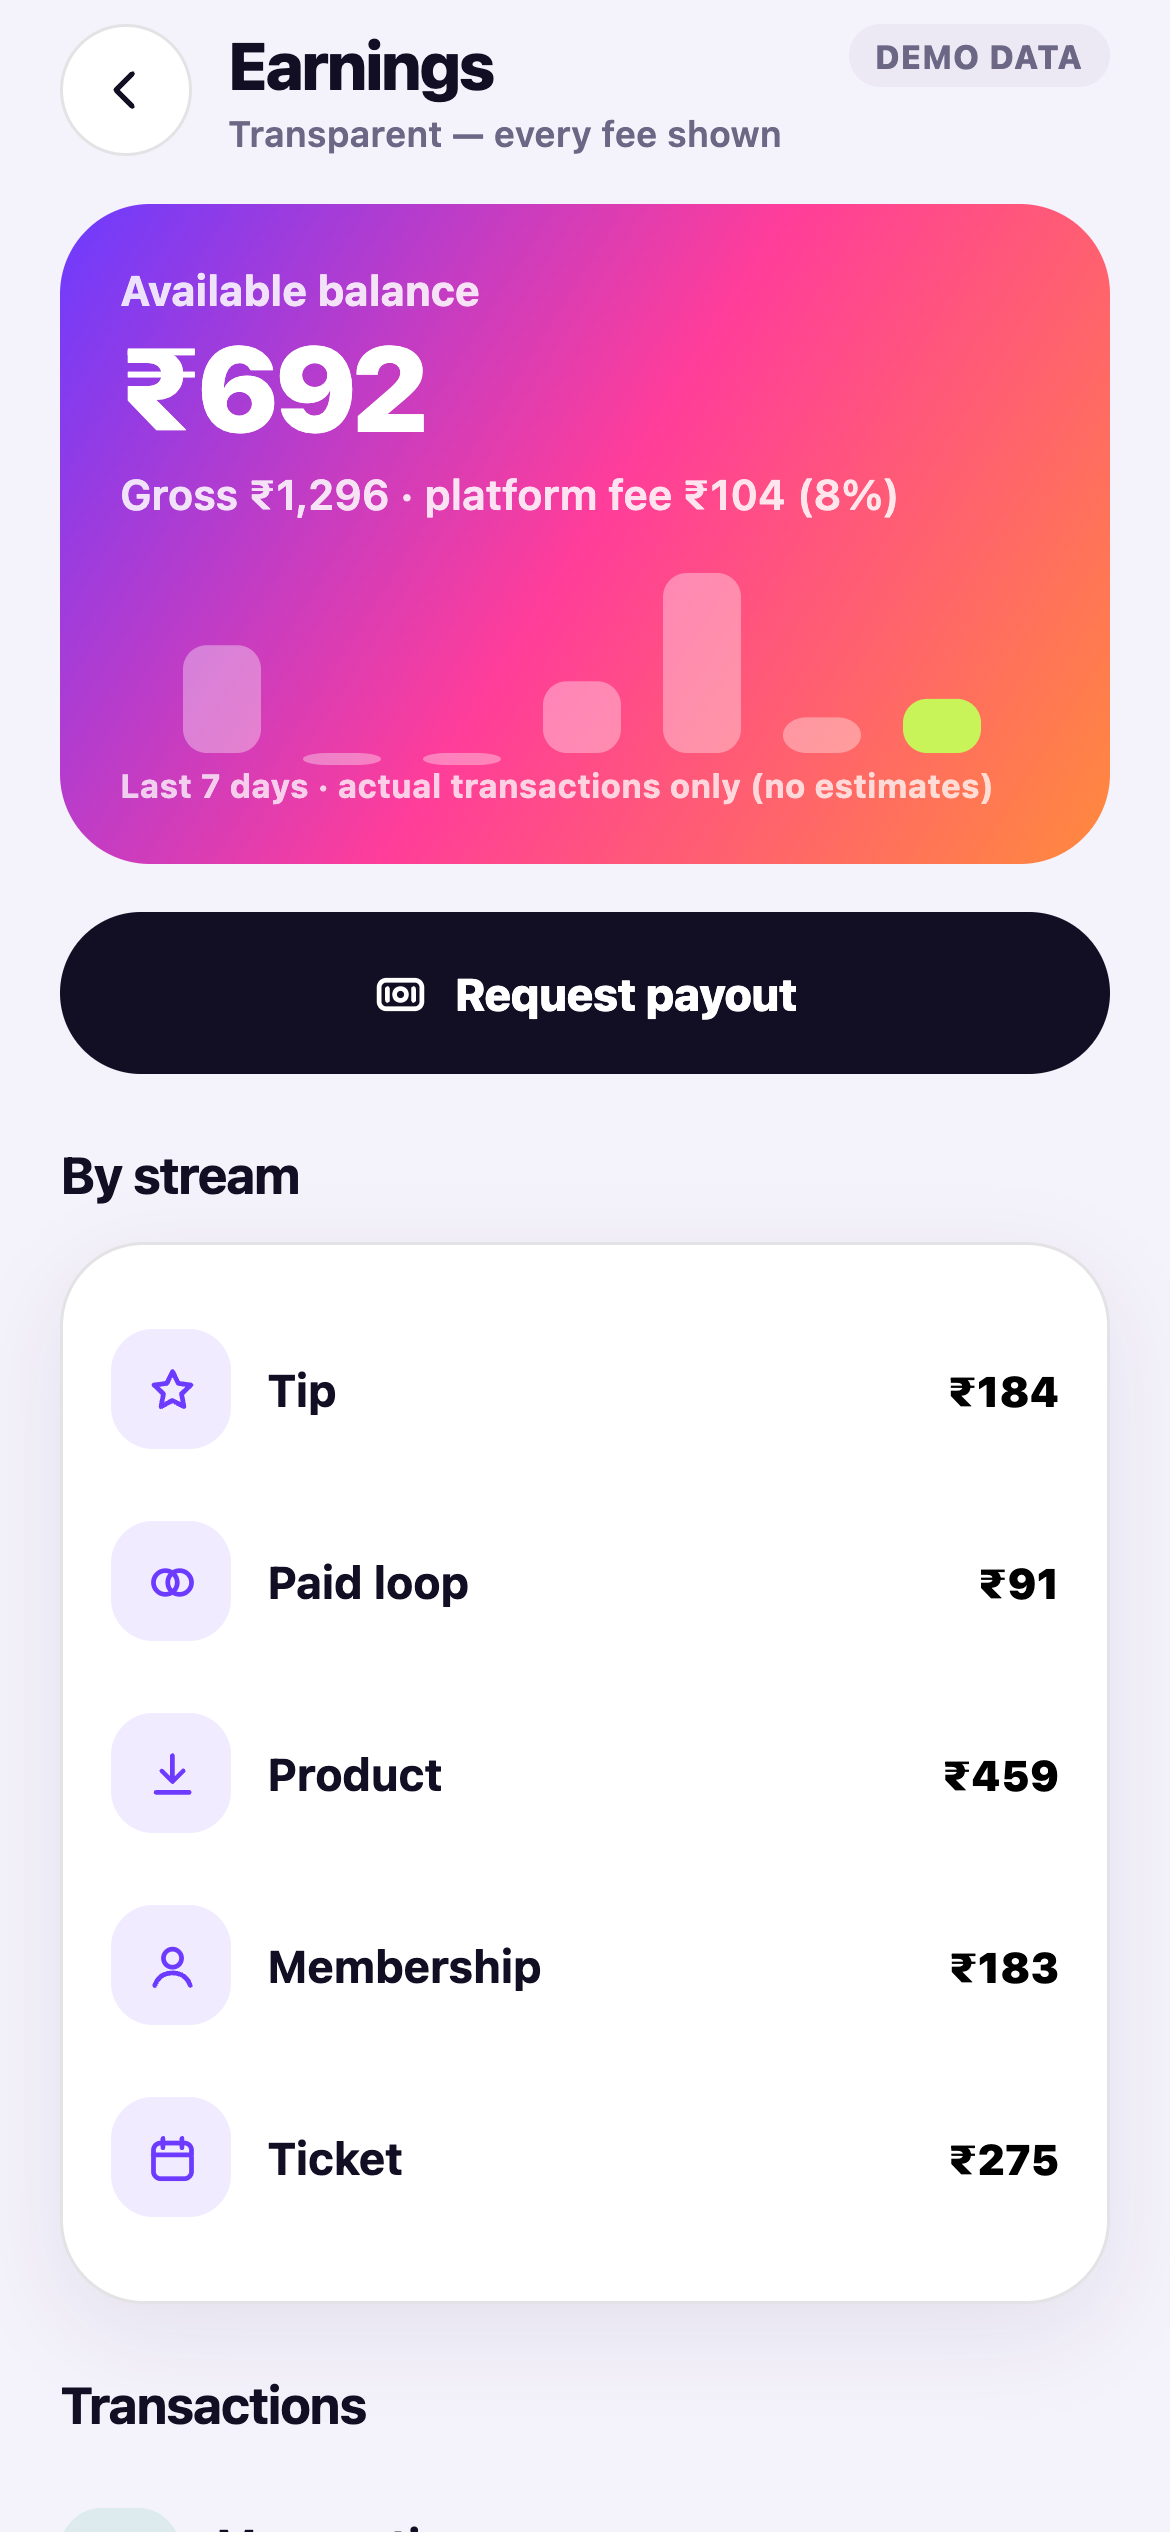 Earnings
DEMO DATA
Transparent — every fee shown
Available balance
₹692
Gross ₹1,296 · platform fee ₹104 (8%)
Last 7 days · actual transactions only (no estimates)
Request payout
By stream
Tip ₹184
Paid loop ₹91
Product ₹459
Membership ₹183
Ticket ₹275
Transactions